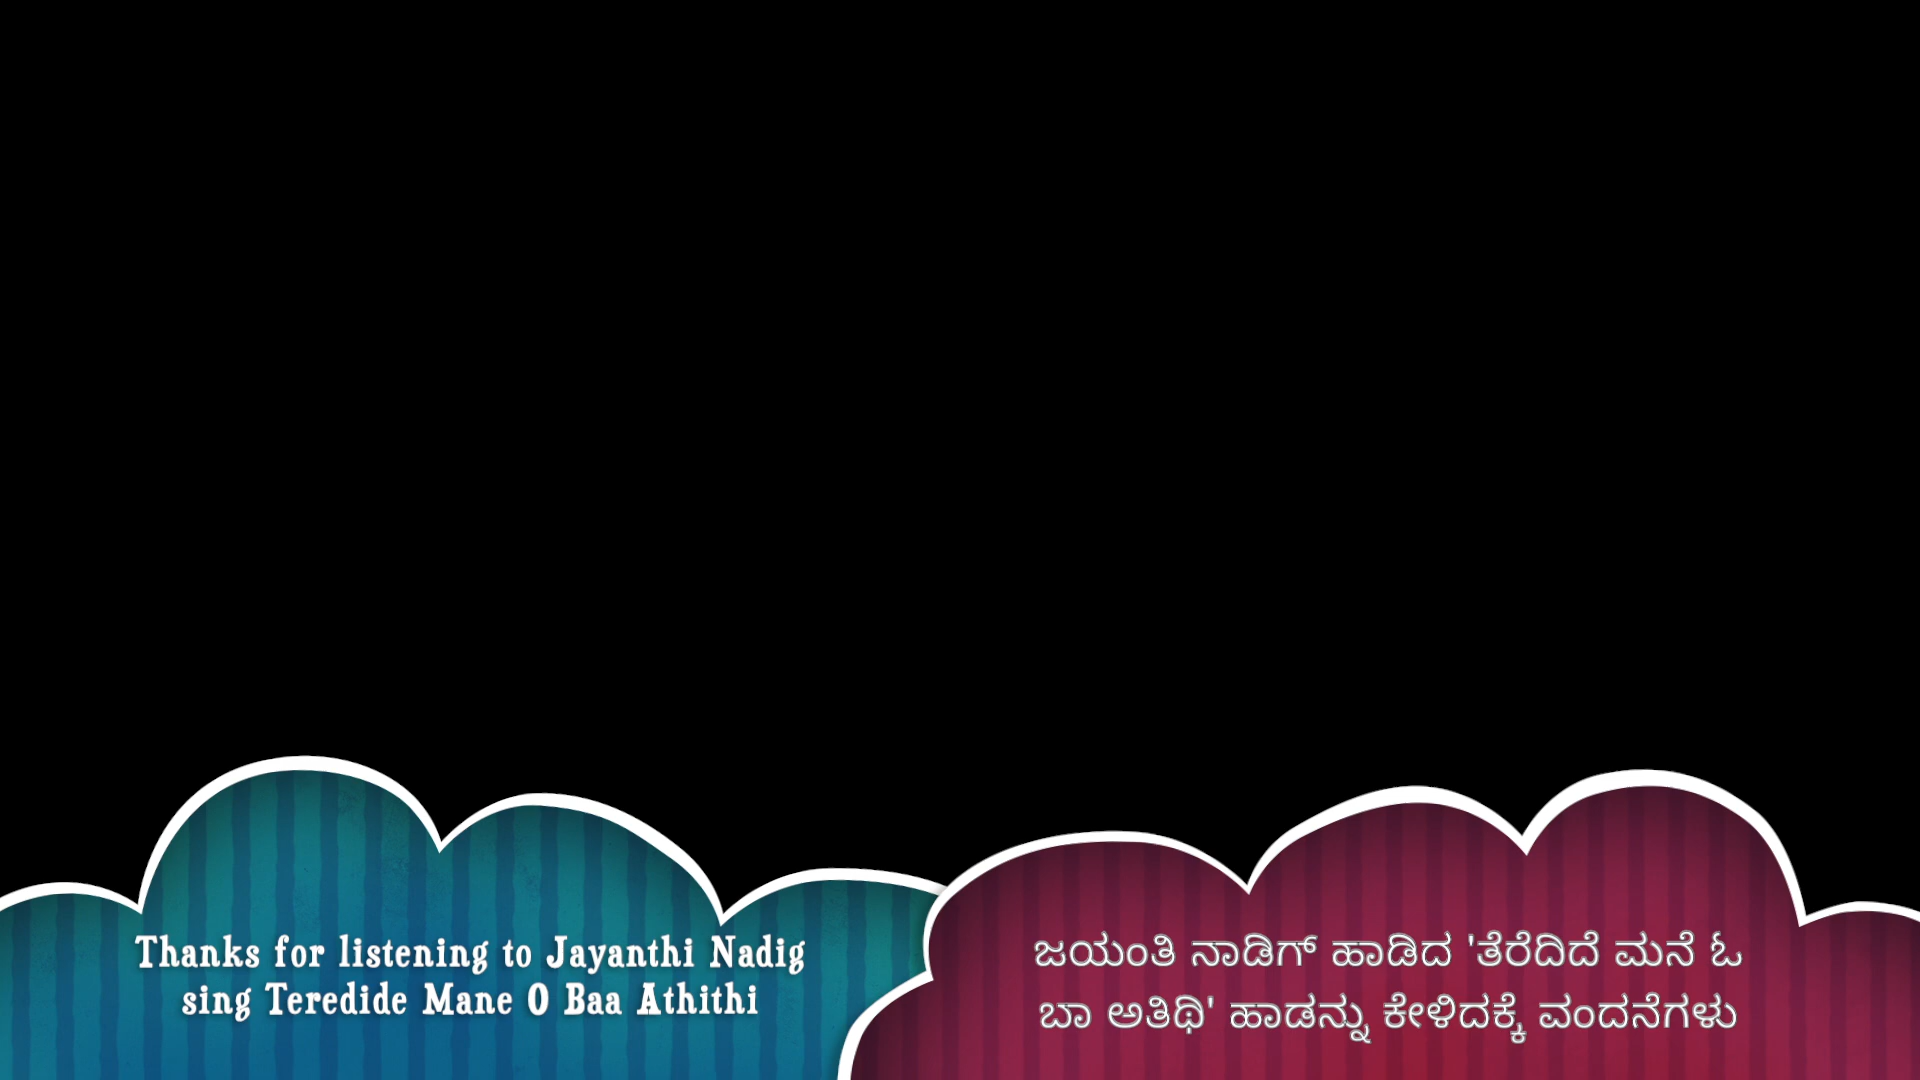 Thanks for listening to Jayanthi Nadig
sing Teredide Mane O Baa Athithi
ಜಯಂತಿ ನಾಡಿಗ್ ಹಾಡಿದ 'ತೆರೆದಿದೆ ಮನೆ ಓ
ಬಾ ಅತಿಥಿ' ಹಾಡನ್ನು ಕೇಳಿದಕ್ಕೆ ವಂದನೆಗಳು